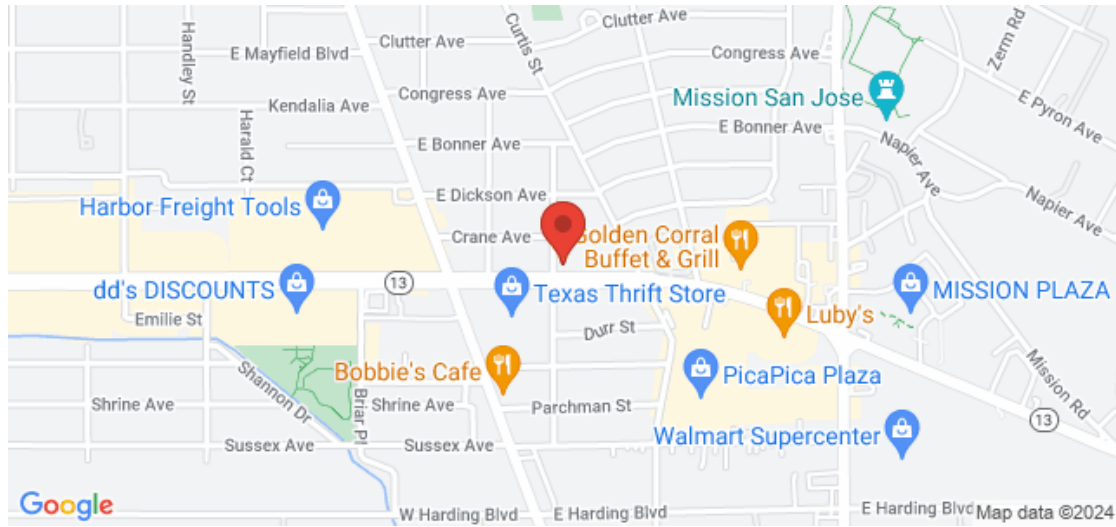 Clutter Ave
Zerm Rd
Handley St
E Mayfield Blvd
Clutter Ave
Curtis St
Congress Ave
Kendalia Ave
Congress Ave
Mission San Jose
E Pyron Ave
Harald Ct
E Bonner Ave
E Bonner Ave
Napier Ave
E Dickson Ave
Napier Ave
Harbor Freight Tools
Crane Ave
Golden Corral
Buffet & Grill
13
dd's DISCOUNTS
Texas Thrift Store
MISSION PLAZA
Emilie St
Durr St
Luby's
Shannon Dr
Bobbie's Cafe
PicaPica Plaza
Mission Rd
Briar Pl
Shrine Ave
Shrine Ave
Parchman St
13
Sussex Ave
Sussex Ave
Walmart Supercenter
Google
W Harding Blvd
E Harding Blvd
E Harding Blvd
Map data ©2024